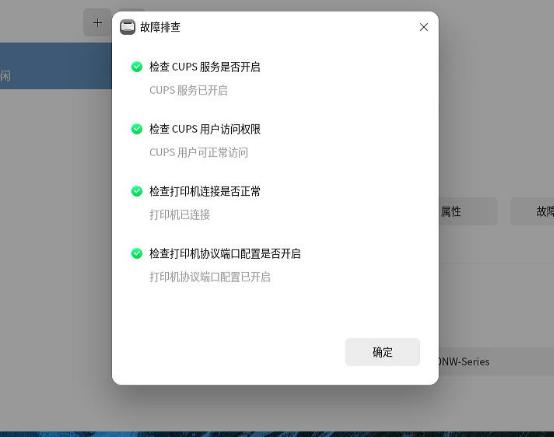 故障排查
闲
检查 CUPS 服务是否开启
CUPS 服务已开启
检查 CUPS 用户访问权限
CUPS 用户可正常访问
检查打印机连接是否正常
打印机已连接
属性
故障
检查打印机协议端口配置是否开启
打印机协议端口配置已开启
确定
0NW-Series